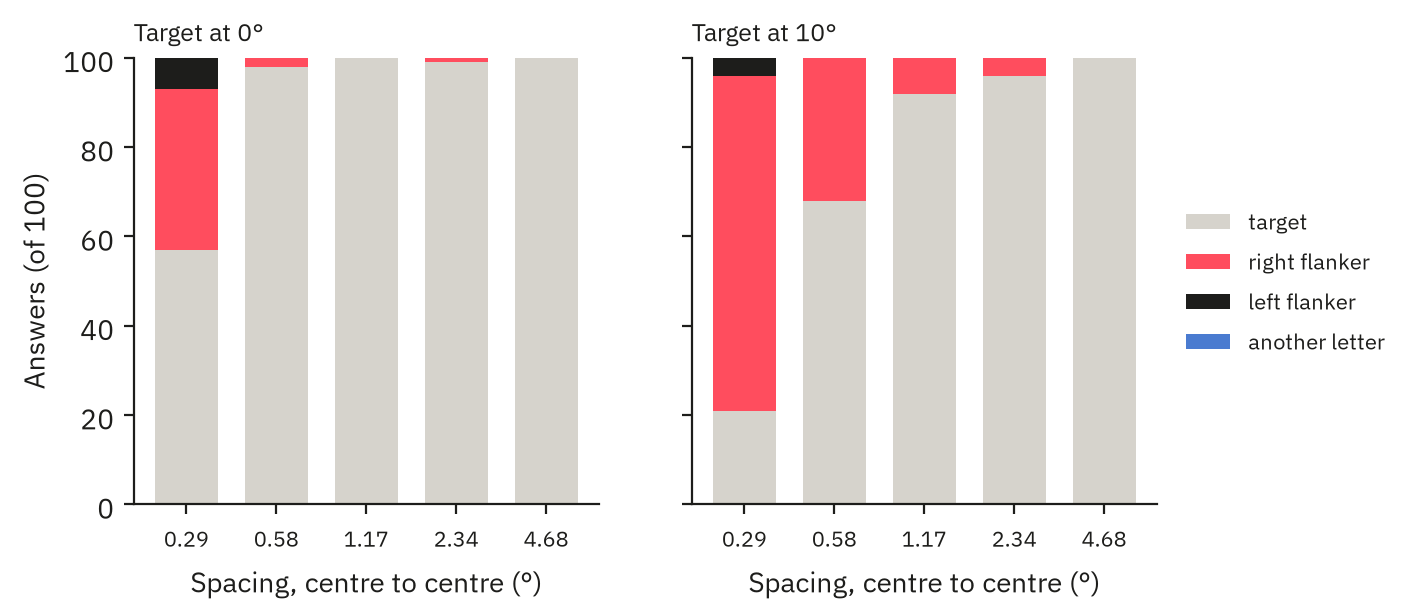 Target at 0°
Target at 10°
Answers (of 100)
100
80
60
40
20
0
0.29 0.58 1.17 2.34 4.68
0.29 0.58 1.17 2.34 4.68
Spacing, centre to centre (°)
Spacing, centre to centre (°)
target
right flanker
left flanker
another letter